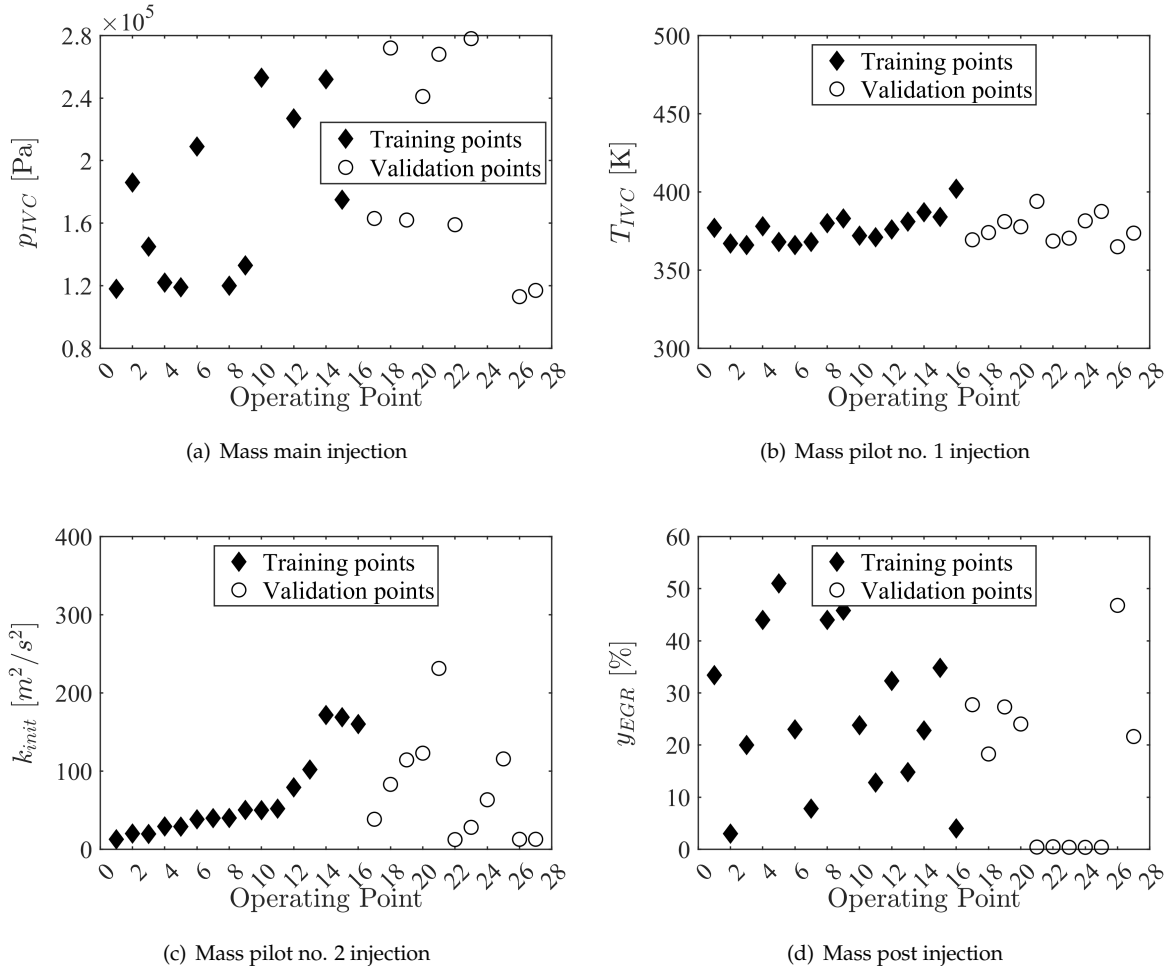 ×10⁵
2.8
2.4
2
1.6
1.2
0.8
p_IVC [Pa]
Training points
Validation points
0 2 4 6 8 10 12 14 16 18 20 22 24 26 28
Operating Point
(a) Mass main injection
500
450
400
350
300
T_IVC [K]
Training points
Validation points
0 2 4 6 8 10 12 14 16 18 20 22 24 26 28
Operating Point
(b) Mass pilot no. 1 injection
400
300
200
100
0
k_init [m²/s²]
Training points
Validation points
0 2 4 6 8 10 12 14 16 18 20 22 24 26 28
Operating Point
(c) Mass pilot no. 2 injection
60
50
40
30
20
10
0
y_EGR [%]
Training points
Validation points
0 2 4 6 8 10 12 14 16 18 20 22 24 26 28
Operating Point
(d) Mass post injection